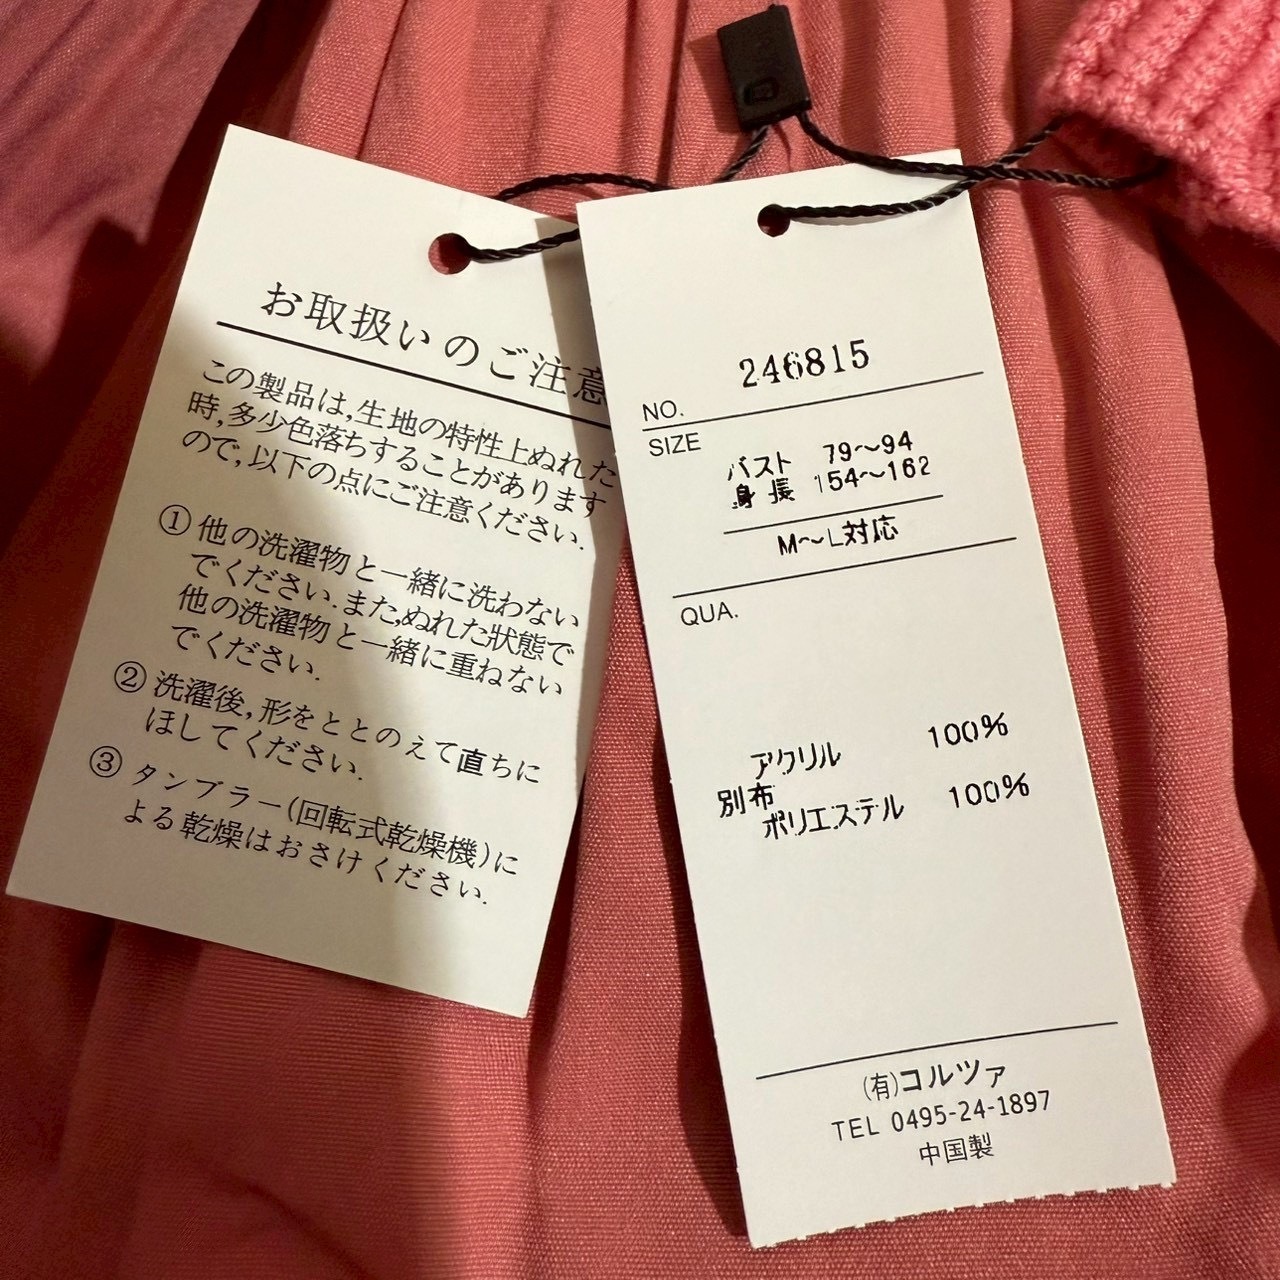 お取扱いのご注意
この製品は,生地の特性上ぬれた
時,多少色落ちすることがあります
ので,以下の点にご注意ください.
① 他の洗濯物と一緒に洗わない
でください.また,ぬれた狀態で
他の洗濯物と一緒に重ねない
でください.
② 洗濯後,形をととのえて直ちに
ほしてください.
③ タンブラー(回転式乾燥機)に
よる乾燥はおさけください.
246815
NO.
SIZE
バスト 79〜94
身長 154〜162
M〜L対応
QUA.
アクリル 100%
別布
ポリエステル 100%
(有)コルツァ
TEL 0495-24-1897
中国製